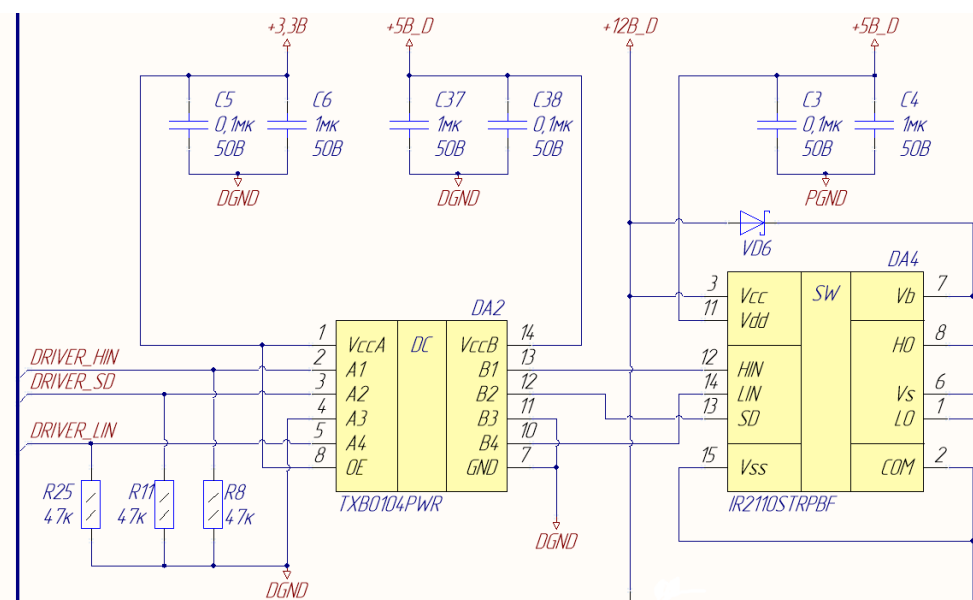 +3,3В
+5В_D
+12В_D
+5В_D
C5
0,1мк
50В
C6
1мк
50В
C37
1мк
50В
C38
0,1мк
50В
C3
0,1мк
50В
C4
1мк
50В
DGND
DGND
PGND
VD6
DA2
DA4
1
VccA
DC
VccB
14
2
A1
B1
13
3
A2
B2
12
4
A3
B3
11
5
A4
B4
10
8
OE
GND
7
TXB0104PWR
DRIVER_HIN
DRIVER_SD
DRIVER_LIN
R25
47к
R11
47к
R8
47к
DGND
DGND
3
Vcc
SW
Vb
7
11
Vdd
HO
8
12
HIN
14
LIN
Vs
6
13
SD
LO
1
15
Vss
COM
2
IR2110STRPBF